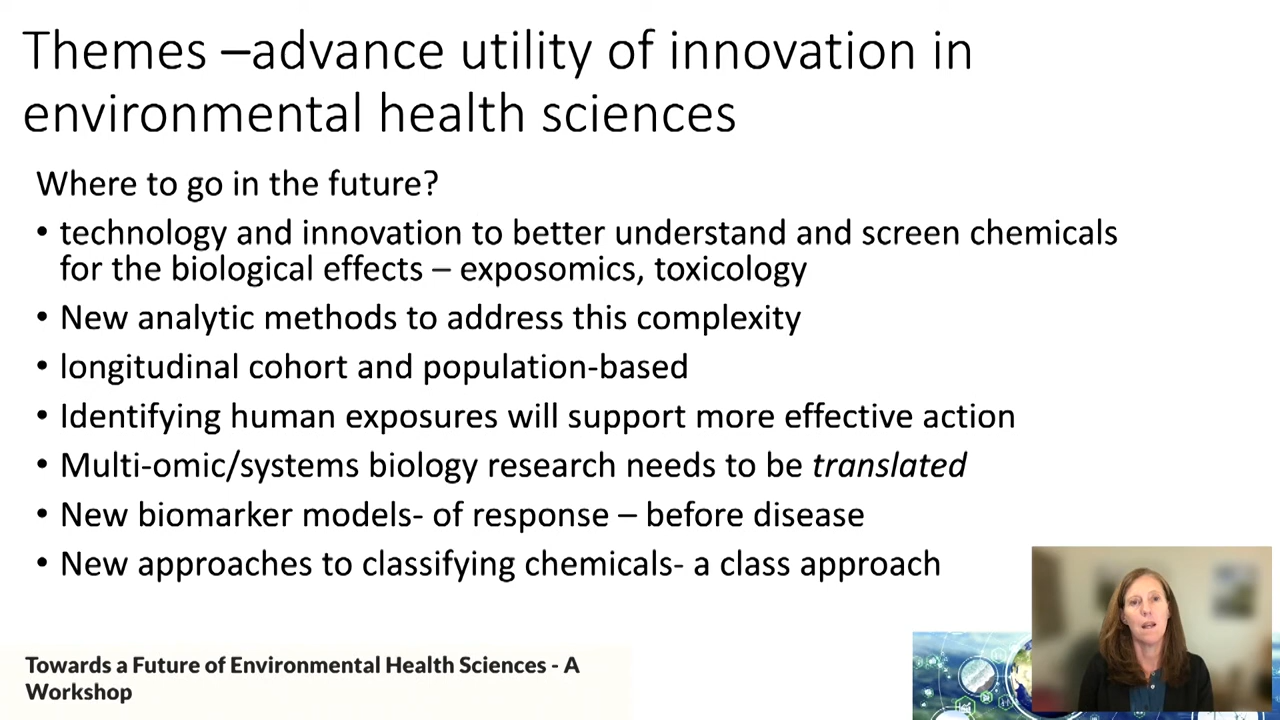 Themes –advance utility of innovation in
environmental health sciences
Where to go in the future?
• technology and innovation to better understand and screen chemicals
for the biological effects – exposomics, toxicology
• New analytic methods to address this complexity
• longitudinal cohort and population-based
• Identifying human exposures will support more effective action
• Multi-omic/systems biology research needs to be translated
• New biomarker models- of response – before disease
• New approaches to classifying chemicals- a class approach
Towards a Future of Environmental Health Sciences - A
Workshop